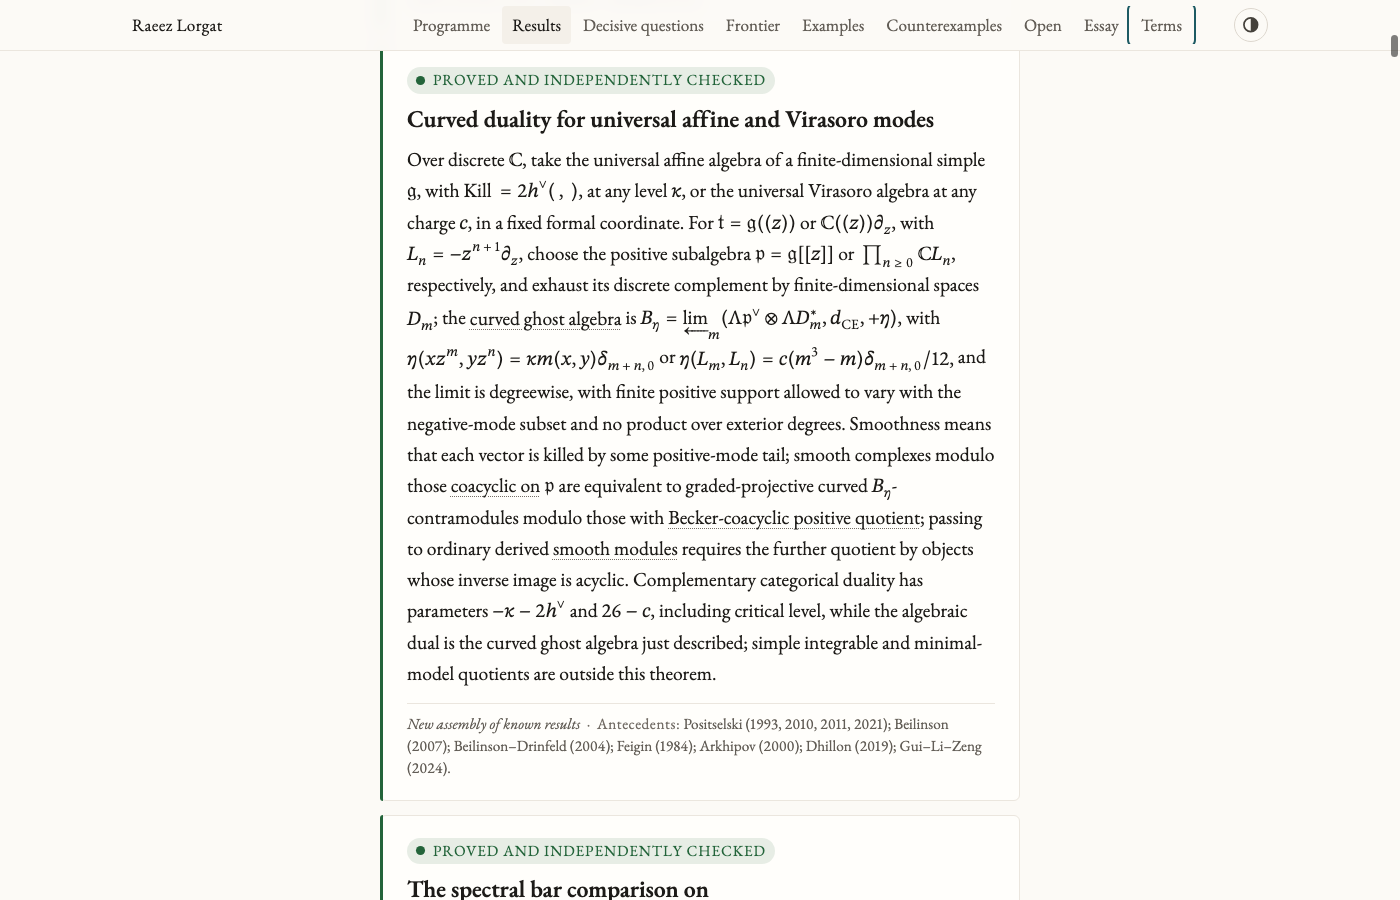 Raeez Lorgat
Programme Results Decisive questions Frontier Examples Counterexamples Open Essay Terms
PROVED AND INDEPENDENTLY CHECKED
Curved duality for universal affine and Virasoro modes
Over discrete ℂ, take the universal affine algebra of a finite-dimensional simple
𝔤, with Kill = 2h^∨( , ), at any level κ, or the universal Virasoro algebra at any
charge c, in a fixed formal coordinate. For 𝔱 = 𝔤((z)) or ℂ((z))∂_z, with
L_n = −z^{n+1}∂_z, choose the positive subalgebra 𝔭 = 𝔤[[z]] or ∏_{n ≥ 0} ℂL_n,
respectively, and exhaust its discrete complement by finite-dimensional spaces
D_m; the curved ghost algebra is B_η = lim←_m (Λ𝔭^∨ ⊗ ΛD_m^*, d_CE, +η), with
η(xz^m, yz^n) = κm(x, y)δ_{m+n,0} or η(L_m, L_n) = c(m^3 − m)δ_{m+n,0}/12, and
the limit is degreewise, with finite positive support allowed to vary with the
negative-mode subset and no product over exterior degrees. Smoothness means
that each vector is killed by some positive-mode tail; smooth complexes modulo
those coacyclic on 𝔭 are equivalent to graded-projective curved B_η-
contramodules modulo those with Becker-coacyclic positive quotient; passing
to ordinary derived smooth modules requires the further quotient by objects
whose inverse image is acyclic. Complementary categorical duality has
parameters −κ − 2h^∨ and 26 − c, including critical level, while the algebraic
dual is the curved ghost algebra just described; simple integrable and minimal-
model quotients are outside this theorem.
New assembly of known results · Antecedents: Positselski (1993, 2010, 2011, 2021); Beilinson
(2007); Beilinson–Drinfeld (2004); Feigin (1984); Arkhipov (2000); Dhillon (2019); Gui–Li–Zeng
(2024).
PROVED AND INDEPENDENTLY CHECKED
The spectral bar comparison on